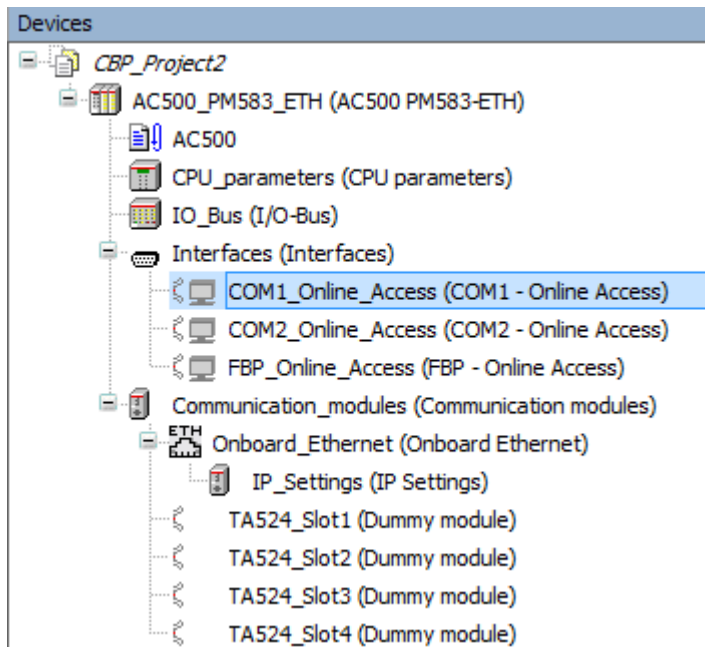 Devices
CBP_Project2
AC500_PM583_ETH (AC500 PM583-ETH)
AC500
CPU_parameters (CPU parameters)
IO_Bus (I/O-Bus)
Interfaces (Interfaces)
COM1_Online_Access (COM1 - Online Access)
COM2_Online_Access (COM2 - Online Access)
FBP_Online_Access (FBP - Online Access)
Communication_modules (Communication modules)
ETH
Onboard_Ethernet (Onboard Ethernet)
IP_Settings (IP Settings)
TA524_Slot1 (Dummy module)
TA524_Slot2 (Dummy module)
TA524_Slot3 (Dummy module)
TA524_Slot4 (Dummy module)